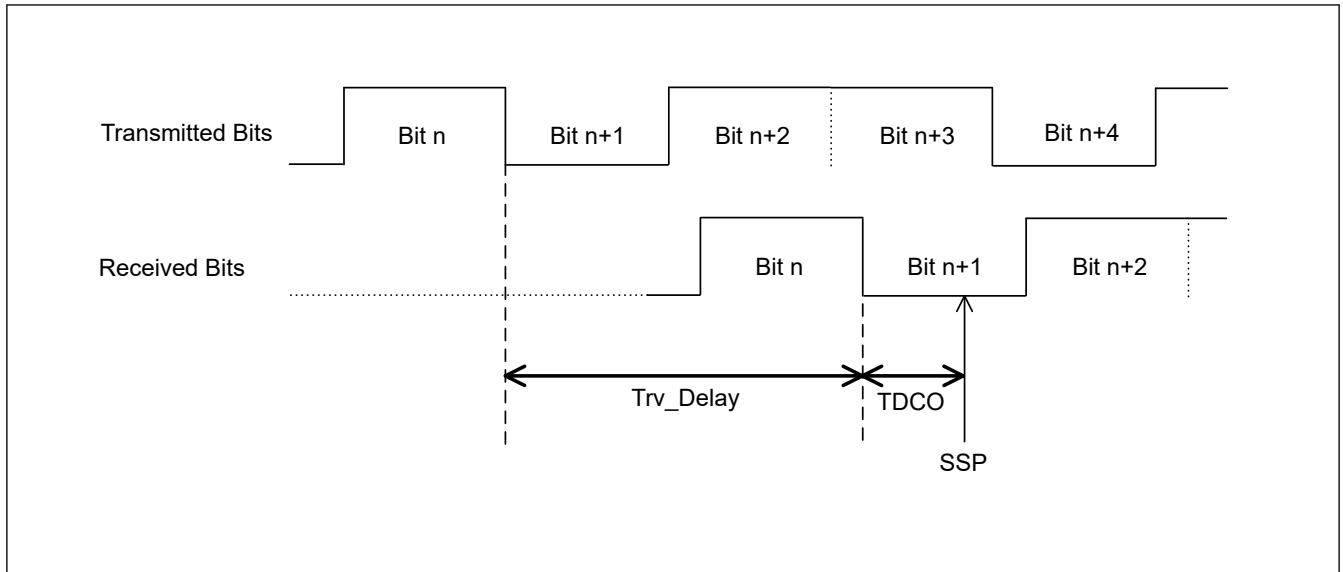 Transmitted Bits
Bit n
Bit n+1
Bit n+2
Bit n+3
Bit n+4
Received Bits
Bit n
Bit n+1
Bit n+2
Trv_Delay
TDCO
SSP